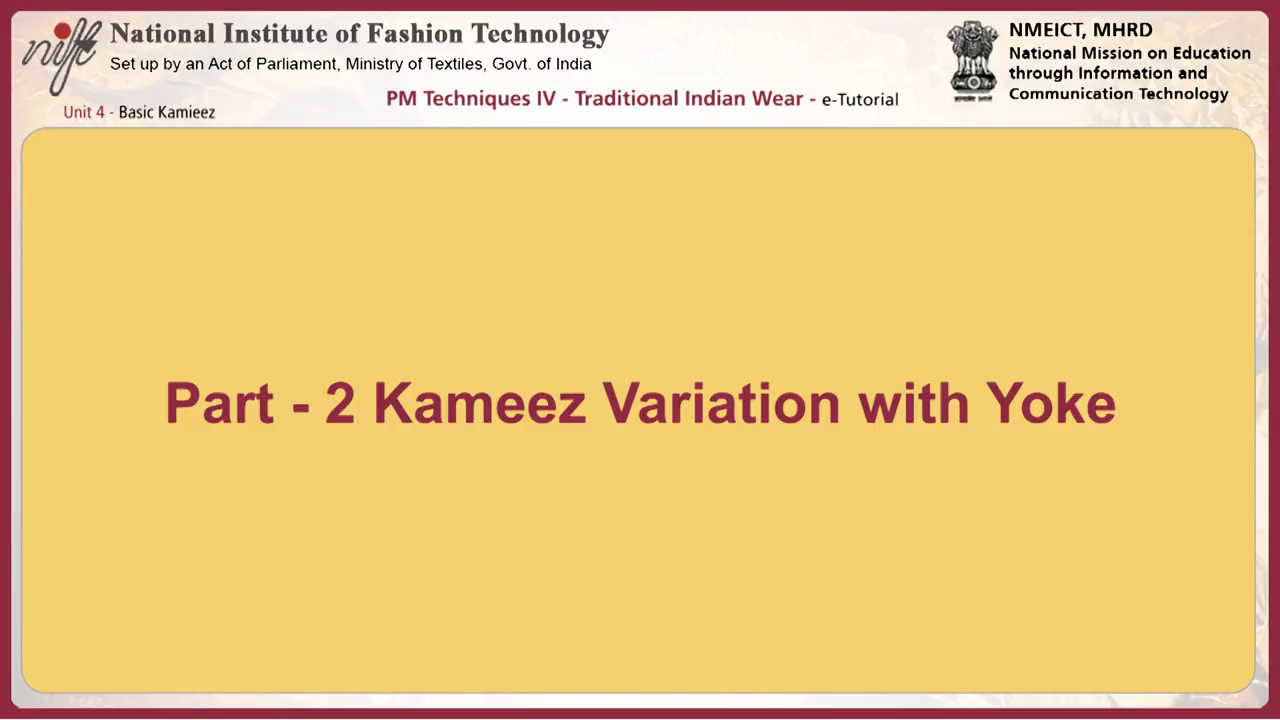 nift
National Institute of Fashion Technology
Set up by an Act of Parliament, Ministry of Textiles, Govt. of India
Unit 4 - Basic Kamieez
PM Techniques IV - Traditional Indian Wear - e-Tutorial
NMEICT, MHRD
National Mission on Education
through Information and
Communication Technology
Part - 2 Kameez Variation with Yoke